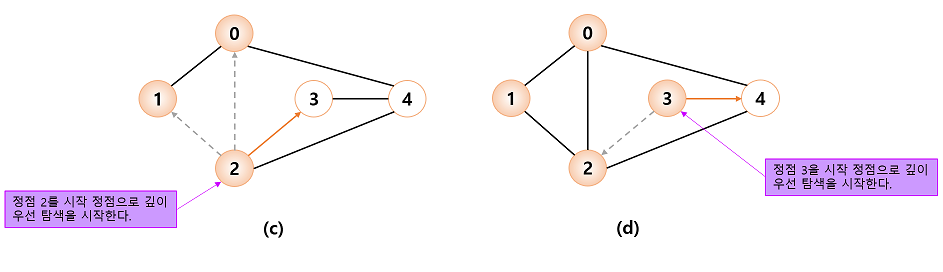 0
1
3
4
2
정점 2를 시작 정점으로 깊이
우선 탐색을 시작한다.
(c)
0
1
3
4
2
정점 3을 시작 정점으로 깊이
우선 탐색을 시작한다.
(d)